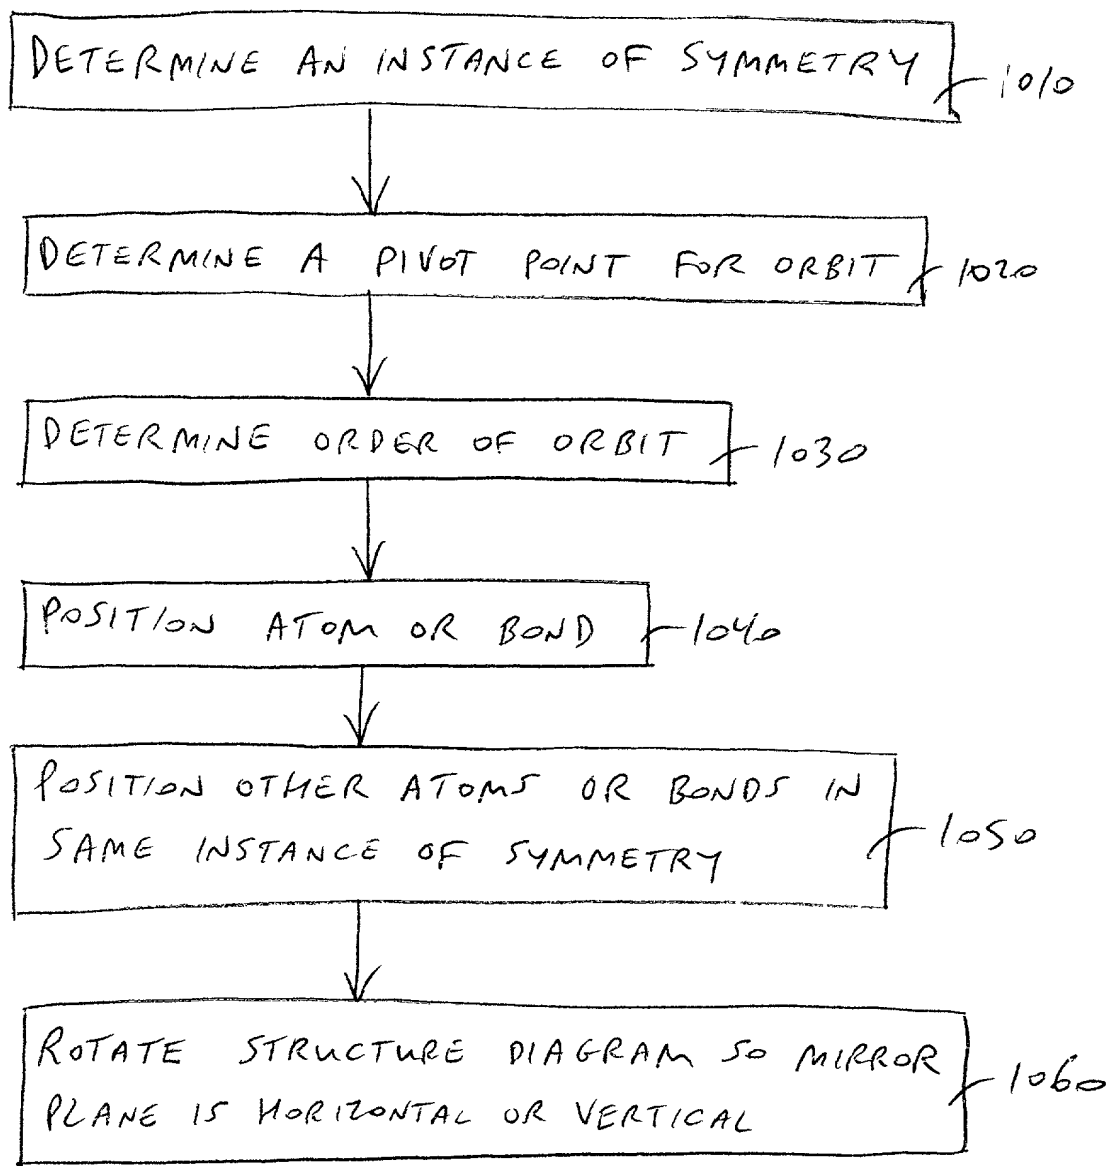 DETERMINE AN INSTANCE OF SYMMETRY
1010
DETERMINE A PIVOT POINT FOR ORBIT
1020
DETERMINE ORDER OF ORBIT
1030
POSITION ATOM OR BOND
1040
POSITION OTHER ATOMS OR BONDS IN
SAME INSTANCE OF SYMMETRY
1050
ROTATE STRUCTURE DIAGRAM SO MIRROR
PLANE IS HORIZONTAL OR VERTICAL
1060